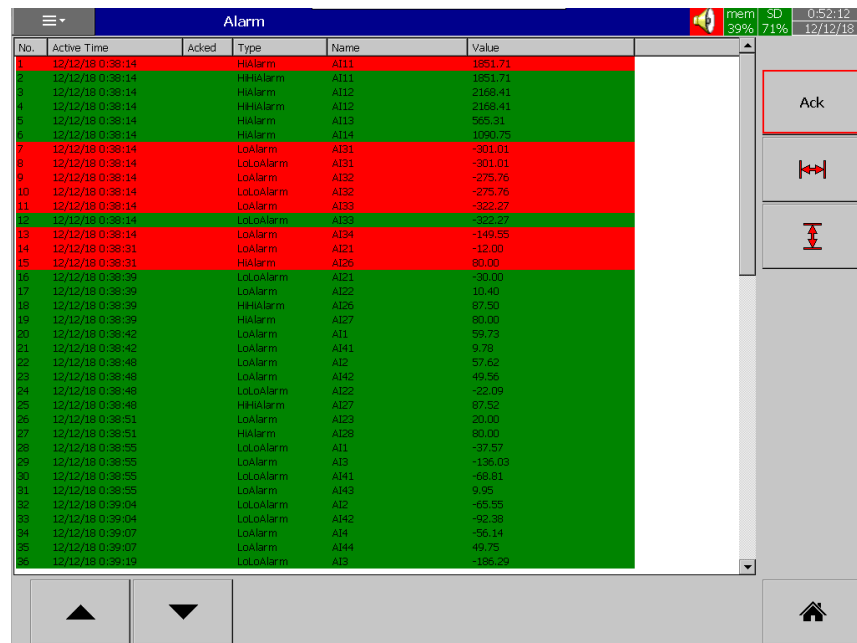 Alarm mem SD 0:52:12
39% 71% 12/12/18
No. Active Time Acked Type Name Value
1 12/12/18 0:38:14 HiAlarm AI11 1851.71
2 12/12/18 0:38:14 HiHiAlarm AI11 1851.71
3 12/12/18 0:38:14 HiAlarm AI12 2168.41
4 12/12/18 0:38:14 HiHiAlarm AI12 2168.41
5 12/12/18 0:38:14 HiAlarm AI13 565.31
6 12/12/18 0:38:14 HiAlarm AI14 1090.75
7 12/12/18 0:38:14 LoAlarm AI31 -301.01
8 12/12/18 0:38:14 LoLoAlarm AI31 -301.01
9 12/12/18 0:38:14 LoAlarm AI32 -275.76
10 12/12/18 0:38:14 LoLoAlarm AI32 -275.76
11 12/12/18 0:38:14 LoAlarm AI33 -322.27
12 12/12/18 0:38:14 LoLoAlarm AI33 -322.27
13 12/12/18 0:38:14 LoAlarm AI34 -149.55
14 12/12/18 0:38:31 LoAlarm AI21 -12.00
15 12/12/18 0:38:31 HiAlarm AI26 80.00
16 12/12/18 0:38:39 LoLoAlarm AI21 -30.00
17 12/12/18 0:38:39 LoAlarm AI22 10.40
18 12/12/18 0:38:39 HiHiAlarm AI26 87.50
19 12/12/18 0:38:39 HiAlarm AI27 80.00
20 12/12/18 0:38:42 LoAlarm AI1 59.73
21 12/12/18 0:38:42 LoAlarm AI41 9.78
22 12/12/18 0:38:48 LoAlarm AI2 57.62
23 12/12/18 0:38:48 LoAlarm AI42 49.56
24 12/12/18 0:38:48 LoLoAlarm AI22 -22.09
25 12/12/18 0:38:48 HiHiAlarm AI27 87.52
26 12/12/18 0:38:51 LoAlarm AI23 20.00
27 12/12/18 0:38:51 HiAlarm AI28 80.00
28 12/12/18 0:38:55 LoLoAlarm AI1 -37.57
29 12/12/18 0:38:55 LoAlarm AI3 -136.03
30 12/12/18 0:38:55 LoLoAlarm AI41 -68.81
31 12/12/18 0:38:55 LoAlarm AI43 9.95
32 12/12/18 0:39:04 LoLoAlarm AI2 -65.55
33 12/12/18 0:39:04 LoLoAlarm AI42 -92.38
34 12/12/18 0:39:07 LoAlarm AI4 -56.14
35 12/12/18 0:39:07 LoAlarm AI44 49.75
36 12/12/18 0:39:19 LoLoAlarm AI3 -186.29
Ack